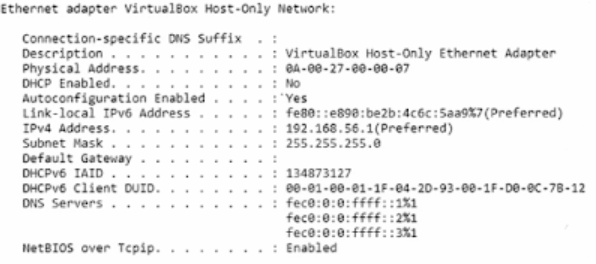 Ethernet adapter VirtualBox Host-Only Network:
Connection-specific DNS Suffix . :
Description . . . . . . . . . . . : VirtualBox Host-Only Ethernet Adapter
Physical Address. . . . . . . . . : 0A-00-27-00-00-07
DHCP Enabled. . . . . . . . . . . : No
Autoconfiguration Enabled . . . . : Yes
Link-local IPv6 Address . . . . . : fe80::e890:be2b:4c6c:5aa9%7(Preferred)
IPv4 Address. . . . . . . . . . . : 192.168.56.1(Preferred)
Subnet Mask . . . . . . . . . . . : 255.255.255.0
Default Gateway . . . . . . . . . :
DHCPv6 IAID . . . . . . . . . . . : 134873127
DHCPv6 Client DUID. . . . . . . . : 00-01-00-01-1F-04-2D-93-00-1F-D0-0C-7B-12
DNS Servers . . . . . . . . . . . : fec0:0:0:ffff::1%1
fec0:0:0:ffff::2%1
fec0:0:0:ffff::3%1
NetBIOS over Tcpip. . . . . . . . : Enabled